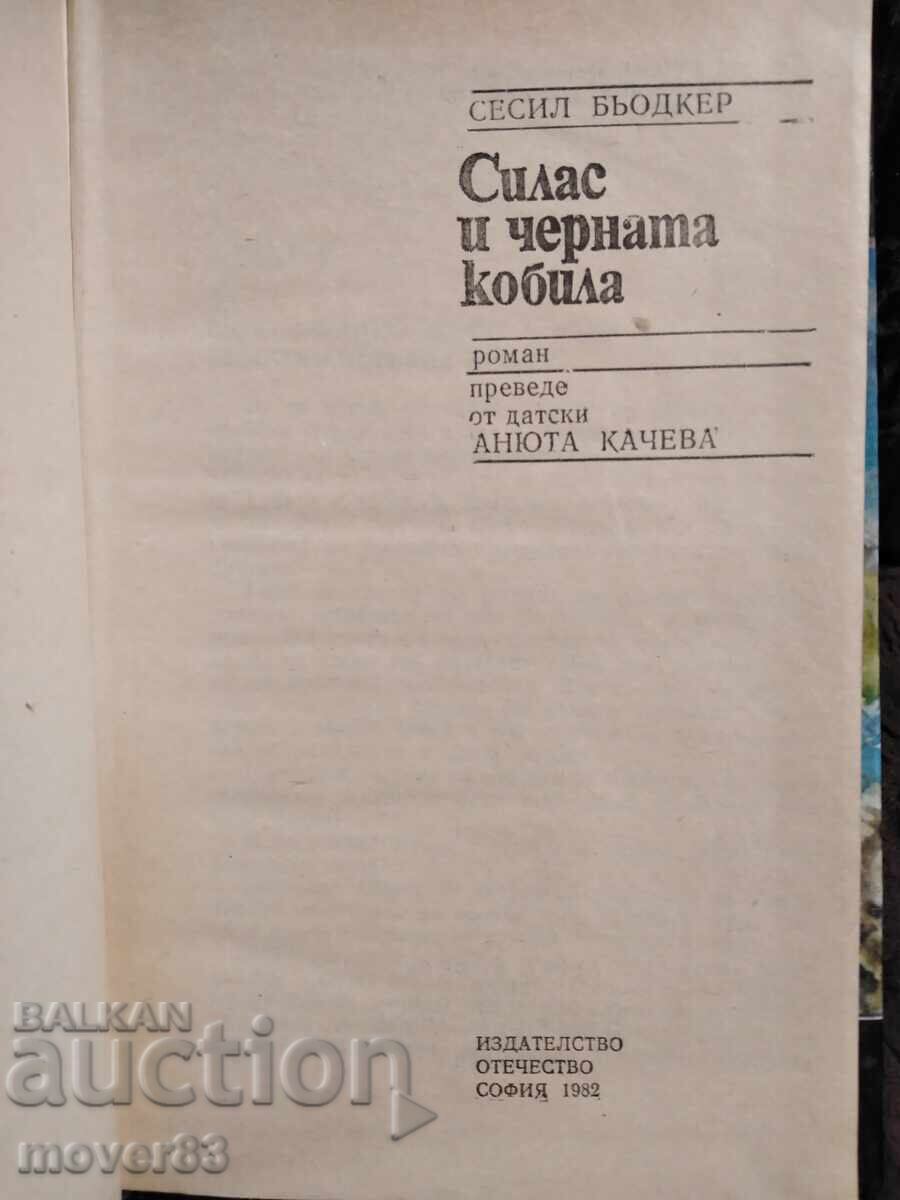 СЕСИЛ БЬОДКЕР
Силас
и черната
кобила
роман
преведе
от датски
АНЮТА КАЧЕВА
ИЗДАТЕЛСТВО
ОТЕЧЕСТВО
СОФИЯ 1982
BALKAN
auction
mover83